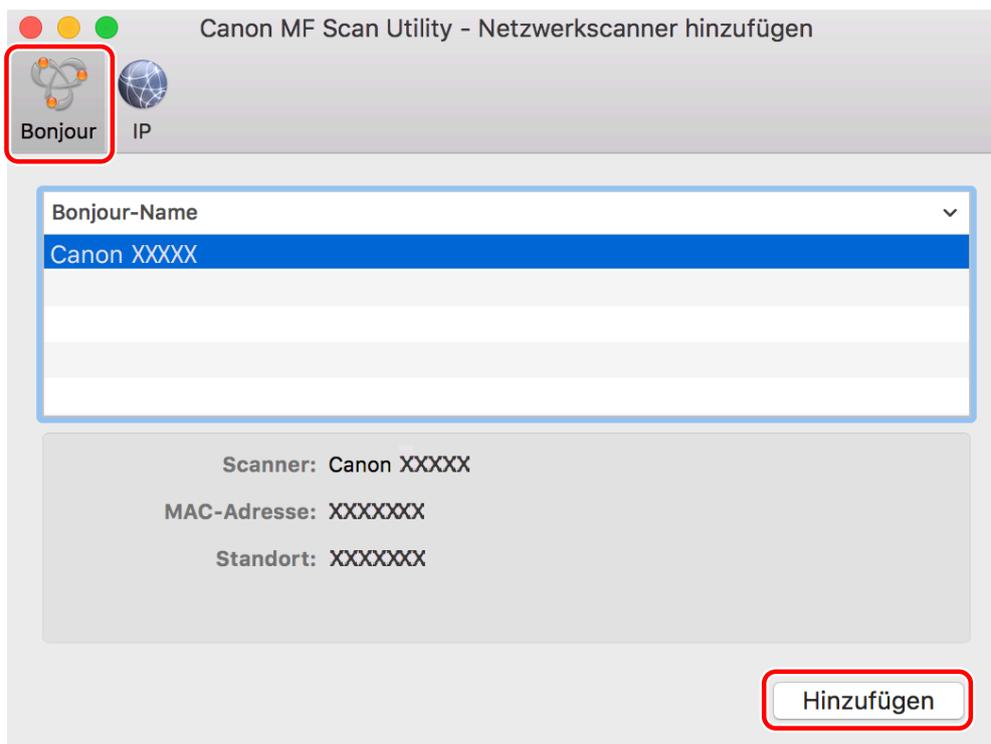 Canon MF Scan Utility - Netzwerkscanner hinzufügen
Bonjour IP
Bonjour-Name
Canon XXXXX
Scanner: Canon XXXXX
MAC-Adresse: XXXXXXX
Standort: XXXXXXX
Hinzufügen